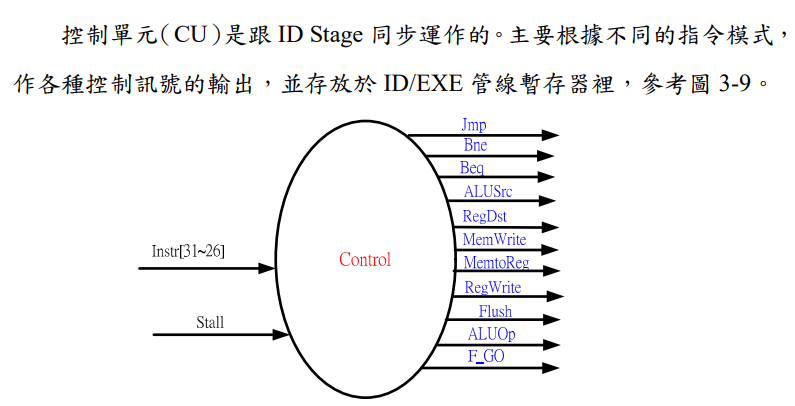 控制單元(CU)是跟 ID Stage 同步運作的。主要根據不同的指令模式，
作各種控制訊號的輸出，並存放於 ID/EXE 管線暫存器裡，參考圖 3-9。
Jmp
Bne
Beq
ALUSrc
RegDst
MemWrite
Instr[31~26]
Control
MemtoReg
RegWrite
Stall
Flush
ALUOp
F_GO